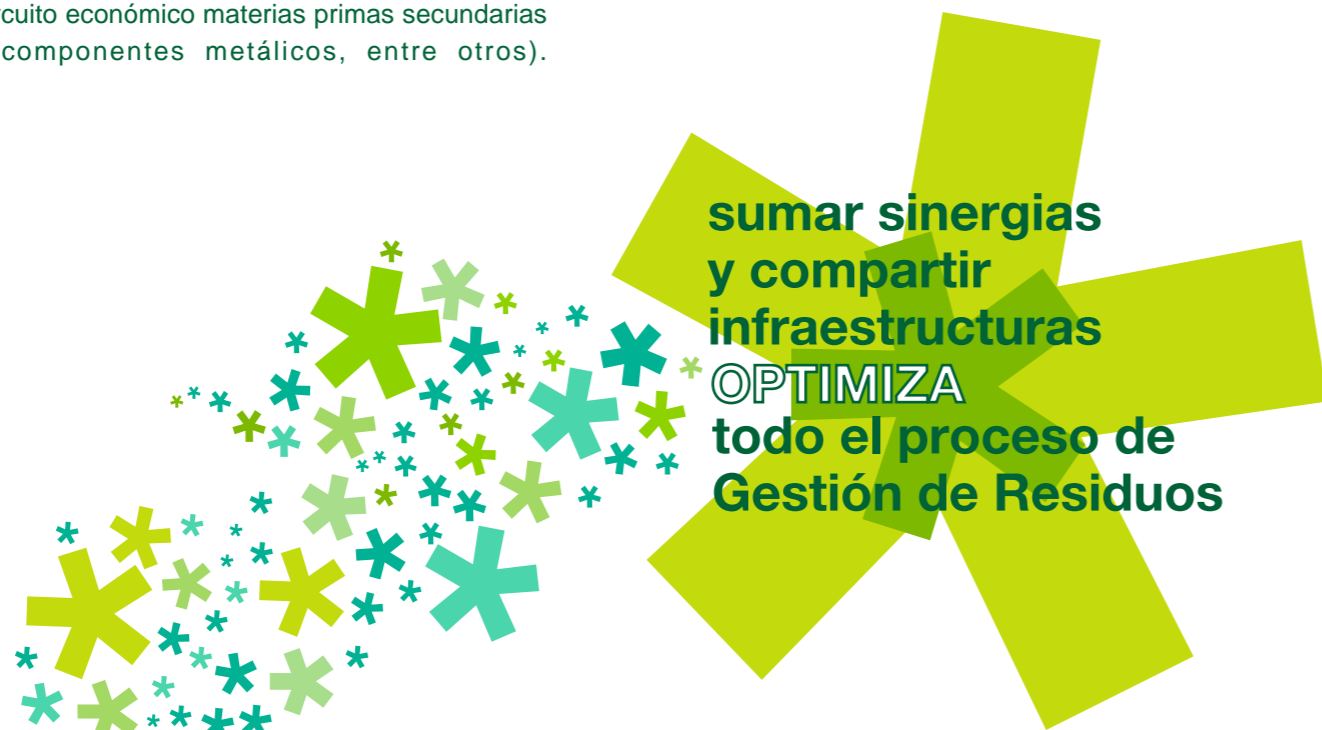 rcuito económico materias primas secundarias
componentes metálicos, entre otros).
sumar sinergias
y compartir
infraestructuras
OPTIMIZA
todo el proceso de
Gestión de Residuos